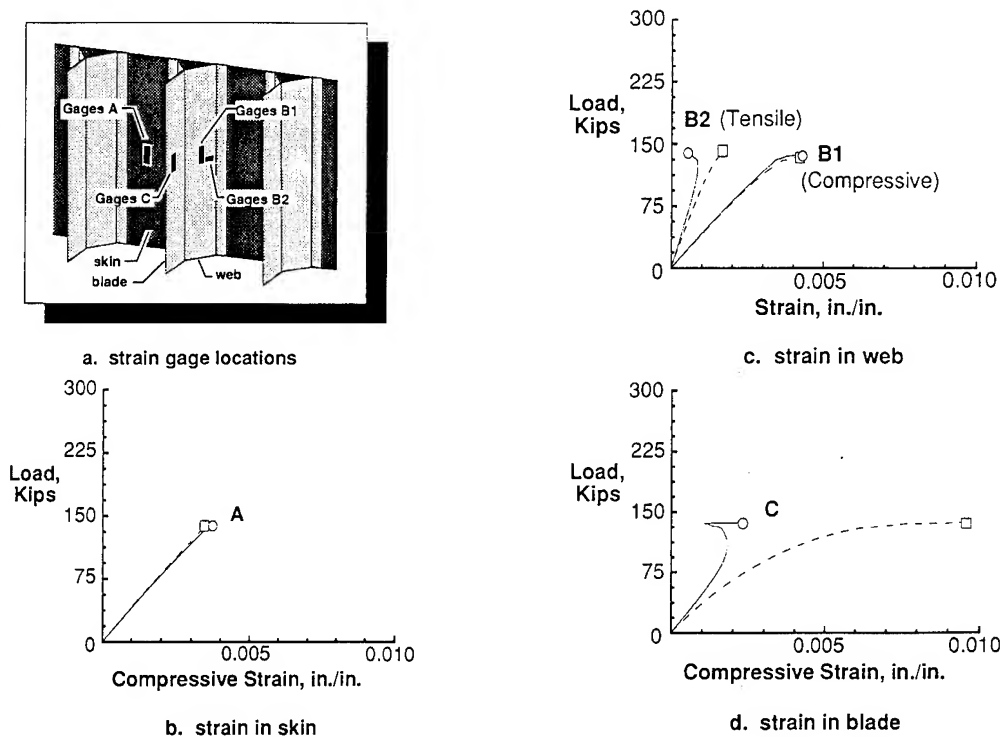 Gages A
Gages B1
Gages C
Gages B2
skin
blade
web
a. strain gage locations
300
225
Load,
Kips
150
75
0
B2 (Tensile)
B1
(Compressive)
0.005
0.010
Strain, in./in.
c. strain in web
300
225
Load,
Kips
150
75
0
A
0.005
0.010
Compressive Strain, in./in.
b. strain in skin
300
225
Load,
Kips
150
75
0
C
0.005
0.010
Compressive Strain, in./in.
d. strain in blade